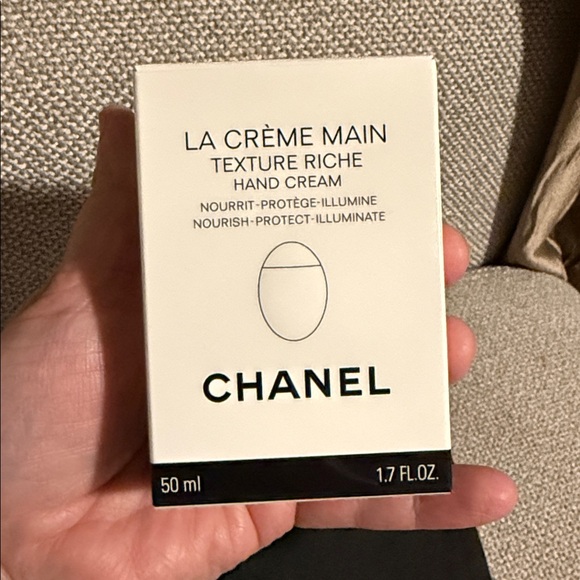 LA CRÈME MAIN
TEXTURE RICHE
HAND CREAM
NOURRIT-PROTÈGE-ILLUMINE
NOURISH-PROTECT-ILLUMINATE
CHANEL
50 ml 1.7 FL.OZ.